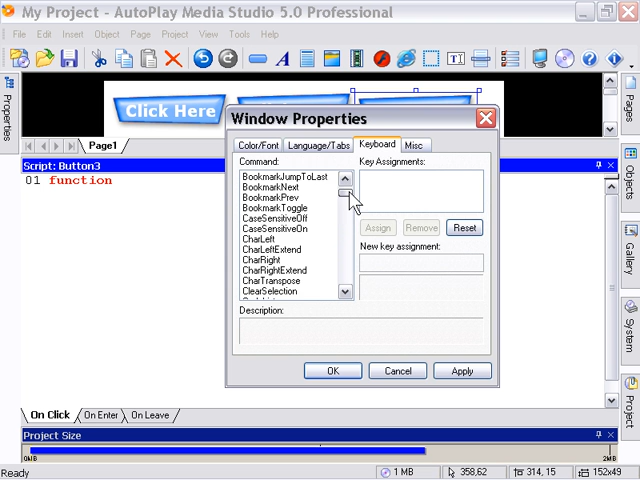 My Project - AutoPlay Media Studio 5.0 Professional
File Edit Insert Object Page Project View Tools Help
Click Here
Page1
Script: Button3
01 function
Window Properties
Color/Font Language/Tabs Keyboard Misc
Command:
BookmarkJumpToLast
BookmarkNext
BookmarkPrev
BookmarkToggle
CaseSensitiveOff
CaseSensitiveOn
CharLeft
CharLeftExtend
CharRight
CharRightExtend
CharTranspose
ClearSelection
Key Assignments:
Assign Remove Reset
New key assignment:
Description:
OK Cancel Apply
Properties
Pages
Objects
Gallery
System
Project
On Click On Enter On Leave
Project Size
0MB 2MB
Ready 1 MB 358,62 314, 15 152x49